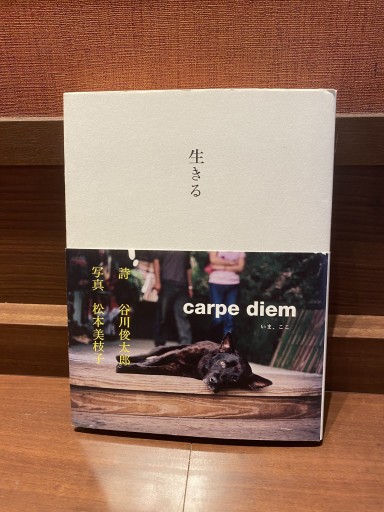 生きる
詩 谷川俊太郎
写真 松本美枝子
carpe diem
いま、ここ